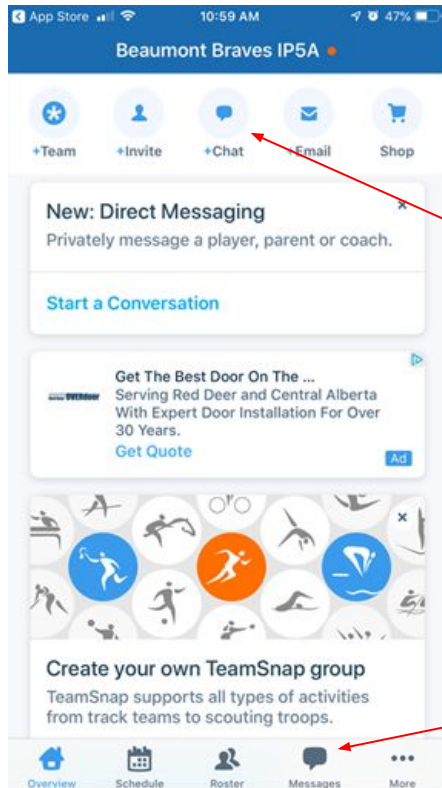 App Store 10:59 AM 47%
Beaumont Braves IP5A
+Team +Invite +Chat +Email Shop
New: Direct Messaging
Privately message a player, parent or coach.
Start a Conversation
Get The Best Door On The ...
Serving Red Deer and Central Alberta
With Expert Door Installation For Over
30 Years.
Get Quote
Ad
Create your own TeamSnap group
TeamSnap supports all types of activities
from track teams to scouting troops.
Overview Schedule Roster Messages More